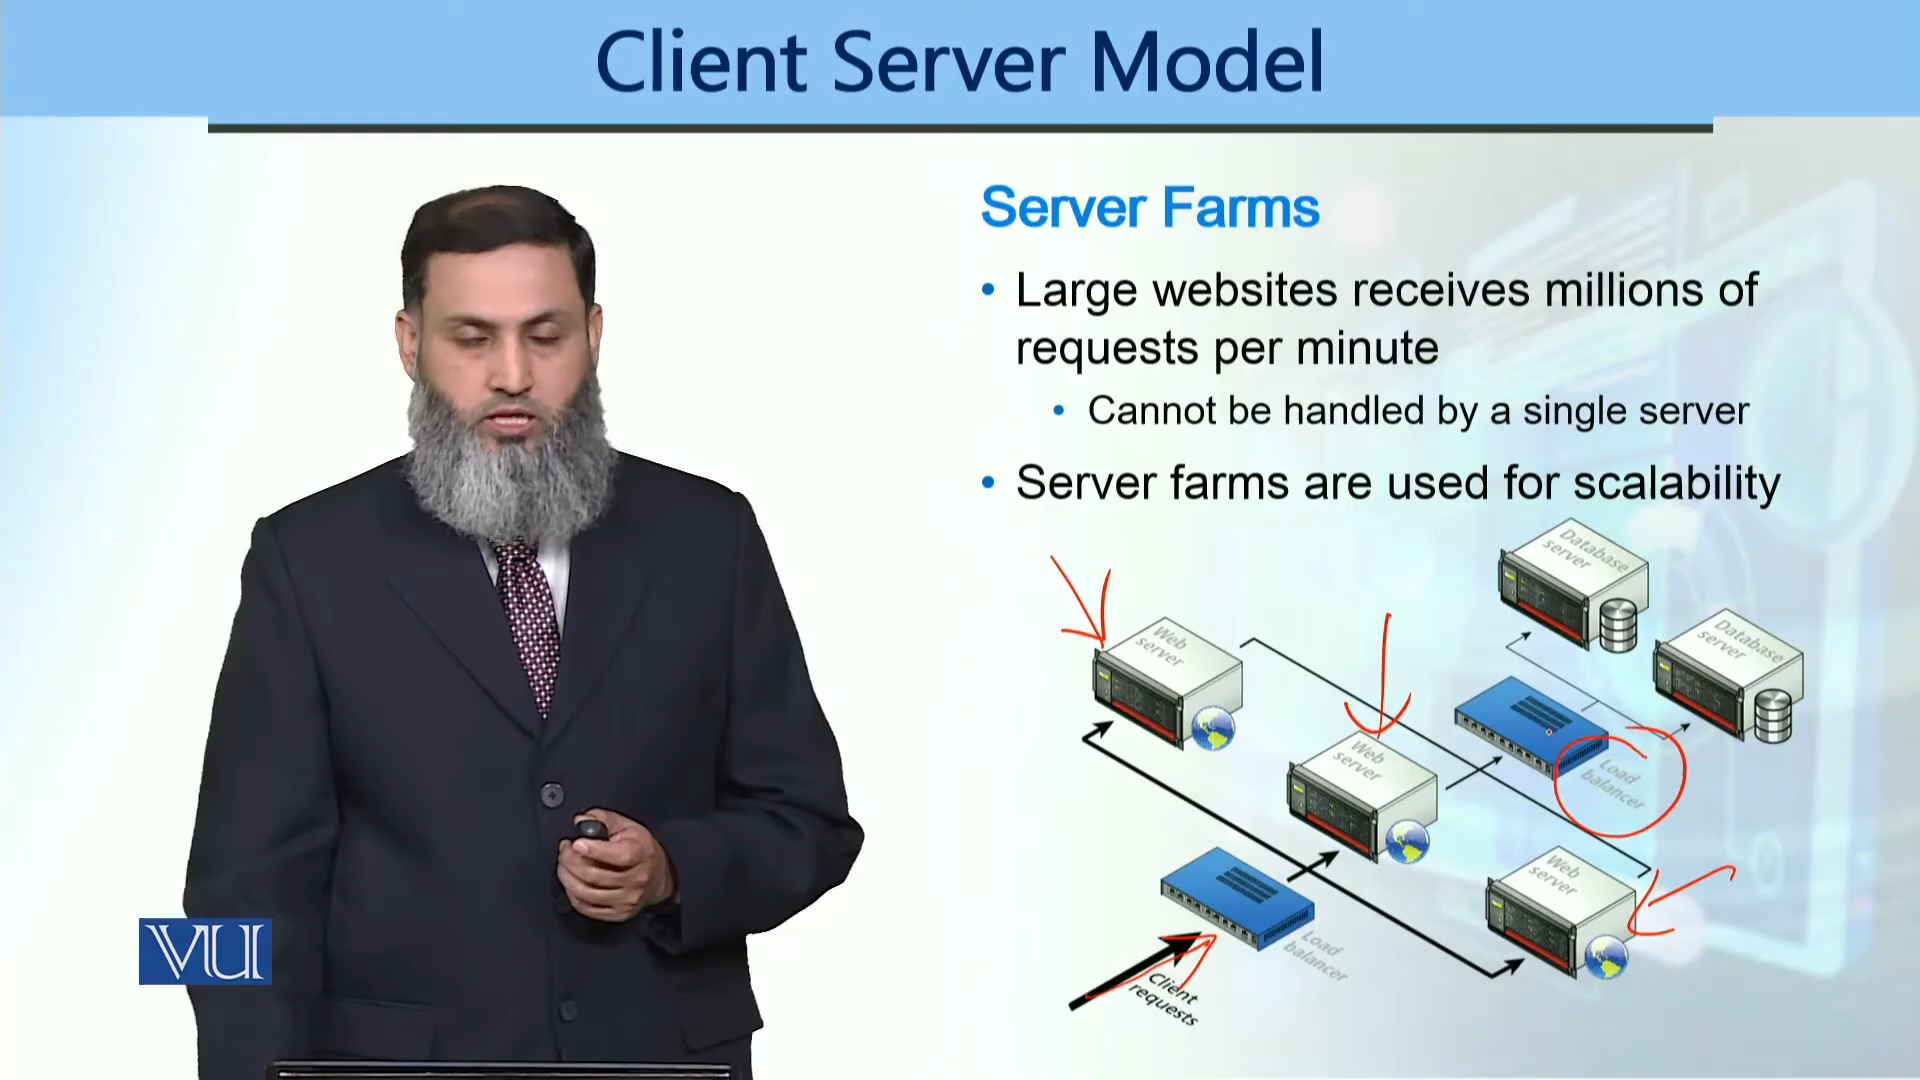 Client Server Model
Server Farms
• Large websites receives millions of
requests per minute
• Cannot be handled by a single server
• Server farms are used for scalability
Database
server
Database
server
Web
server
Web
server
Load
balancer
Web
server
Load
balancer
Client
requests
VU